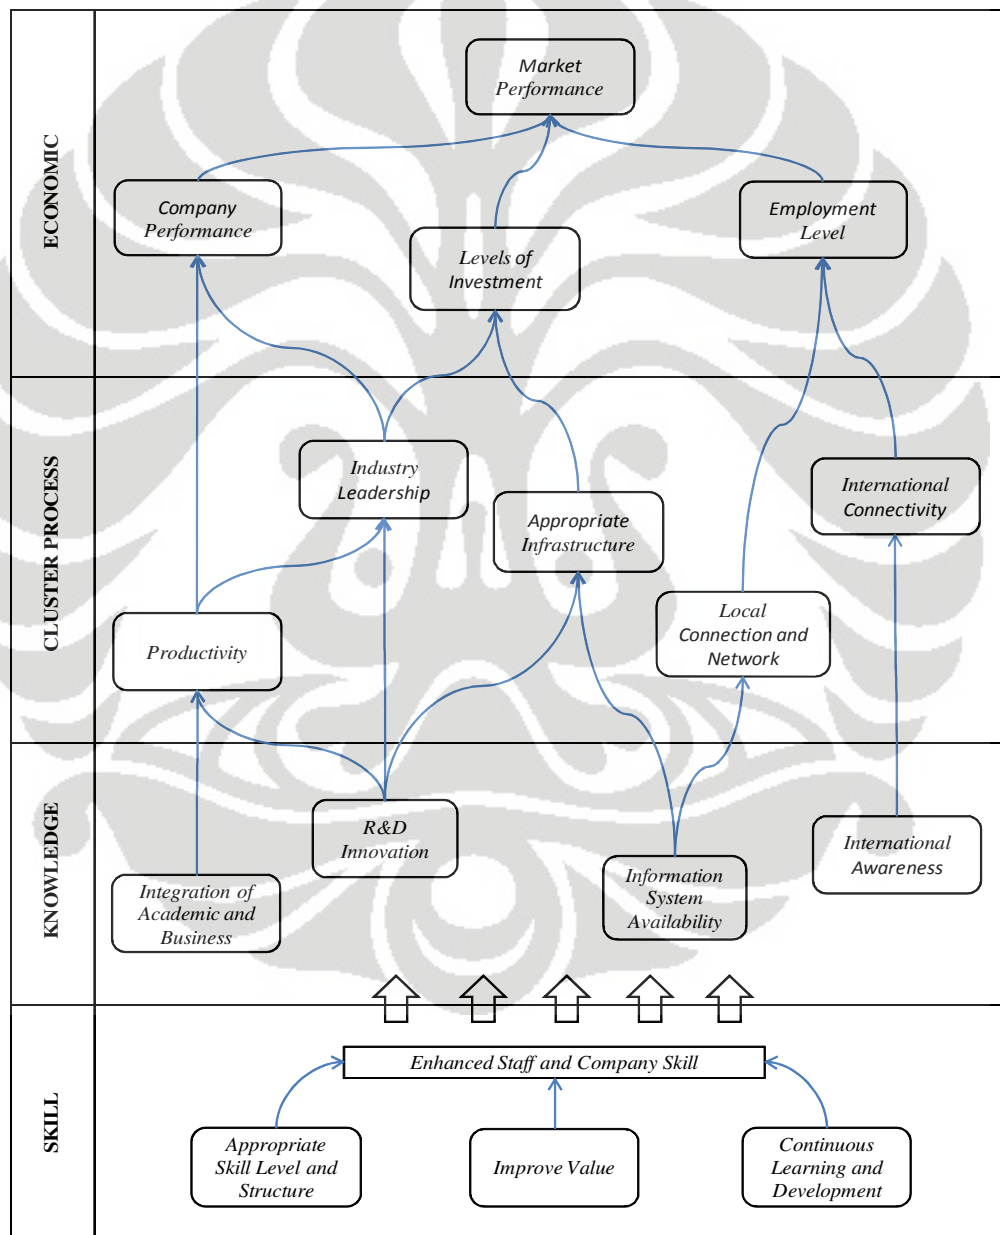 ECONOMIC
Market
Performance
Company
Performance
Levels of
Investment
Employment
Level
CLUSTER PROCESS
Industry
Leadership
Appropriate
Infrastructure
International
Connectivity
Productivity
Local
Connection and
Network
KNOWLEDGE
R&D
Innovation
International
Awareness
Integration of
Academic and
Business
Information
System
Availability
SKILL
Enhanced Staff and Company Skill
Appropriate
Skill Level and
Structure
Improve Value
Continuous
Learning and
Development